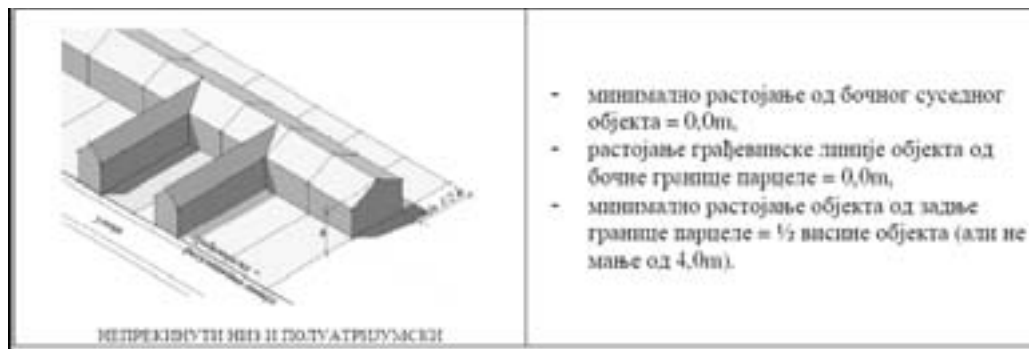 НЕПРЕКИНУТИ НИЗ И ПОЛУАТРИЈУМСКИ
- минимално растојање од бочног суседног
објекта = 0,0m,
- растојање грађевинске линије објекта од
бочне границе парцеле = 0,0m,
- минимално растојање објекта од задње
границе парцеле = ½ висине објекта (али не
мање од 4,0m).